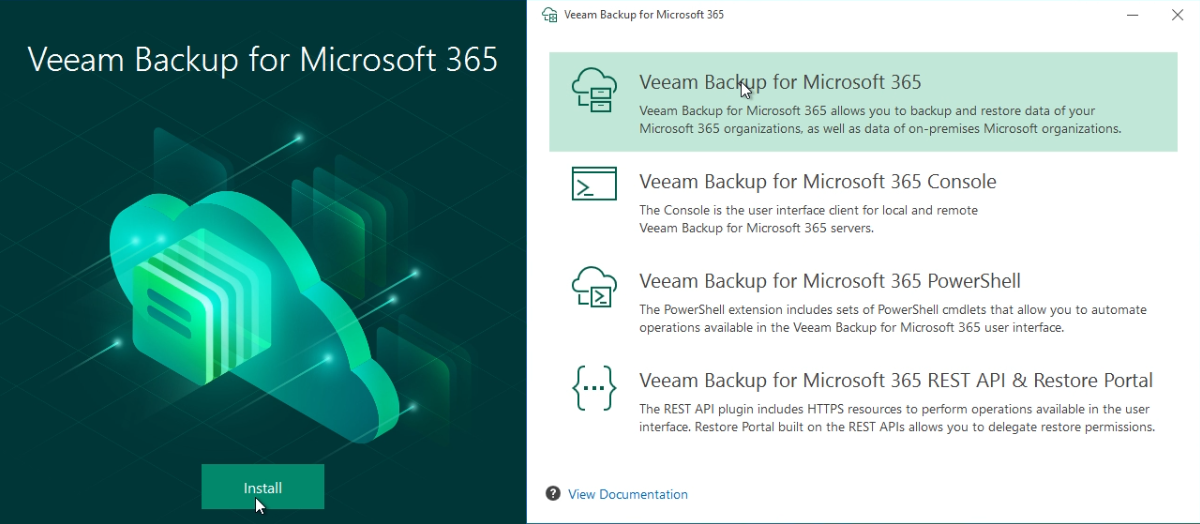 Veeam Backup for Microsoft 365
Install
Veeam Backup for Microsoft 365
Veeam Backup for Microsoft 365
Veeam Backup for Microsoft 365 allows you to backup and restore data of your
Microsoft 365 organizations, as well as data of on-premises Microsoft organizations.
Veeam Backup for Microsoft 365 Console
The Console is the user interface client for local and remote
Veeam Backup for Microsoft 365 servers.
Veeam Backup for Microsoft 365 PowerShell
The PowerShell extension includes sets of PowerShell cmdlets that allow you to automate
operations available in the Veeam Backup for Microsoft 365 user interface.
Veeam Backup for Microsoft 365 REST API & Restore Portal
The REST API plugin includes HTTPS resources to perform operations available in the user
interface. Restore Portal built on the REST APIs allows you to delegate restore permissions.
? View Documentation